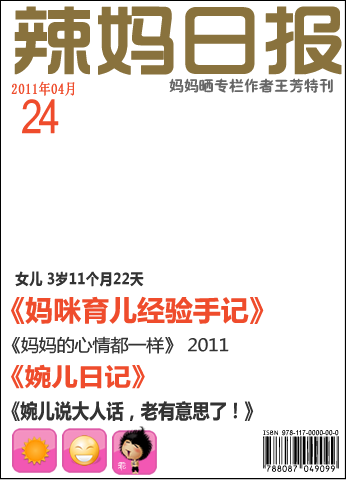 辣妈日报
2011年04月
妈妈晒专栏作者王芳特刊
24
女儿 3岁11个月22天
《妈咪育儿经验手记》
《妈妈的心情都一样》 2011
《婉儿日记》
《婉儿说大人话，老有意思了！》
乖
ISBN 978-117-0000-00-0
9788087049099